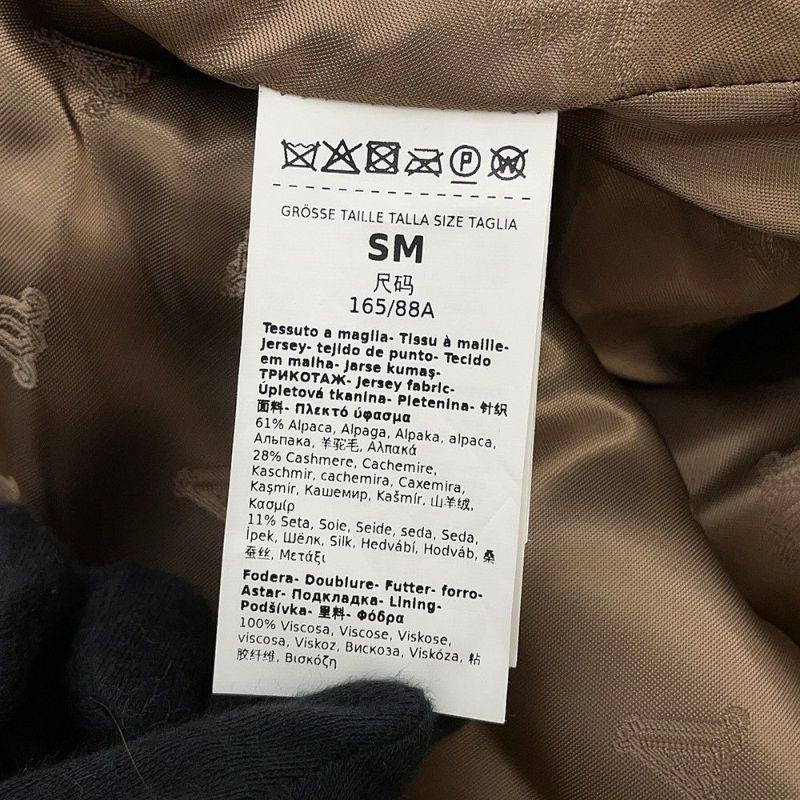 P W
GRÖSSE TAILLE TALLA SIZE TAGLIA
SM
尺码
165/88A
Tessuto a maglia- Tissu à maille-
Jersey- tejido de punto- Tecido
em malha- jarse kumaş-
ТРИКОТАЖ- Jersey fabric-
Úpletová tkanina- Pletenina- 针织
面料- Πλεκτό ύφασμα
61% Alpaca, Alpaga, Alpaka, alpaca,
Альпака, 羊驼毛, Αλπακά
28% Cashmere, Cachemire,
Kaschmir, cachemira, Caxemira,
Kaşmir, Кашемир, Kašmír, 山羊绒,
Κασμίρ
11% Seta, Soie, Seide, seda, Seda,
İpek, Шёлк, Silk, Hedvábí, Hodváb, 桑
蚕丝, Μετάξι
Fodera- Doublure- Futter- forro-
Astar- Подкладка- Lining-
Podšívka- 里料- Φόδρα
100% Viscosa, Viscose, Viskose,
viscosa, Viskoz, Вискоза, Viskóza, 粘
胶纤维, Βισκόζη